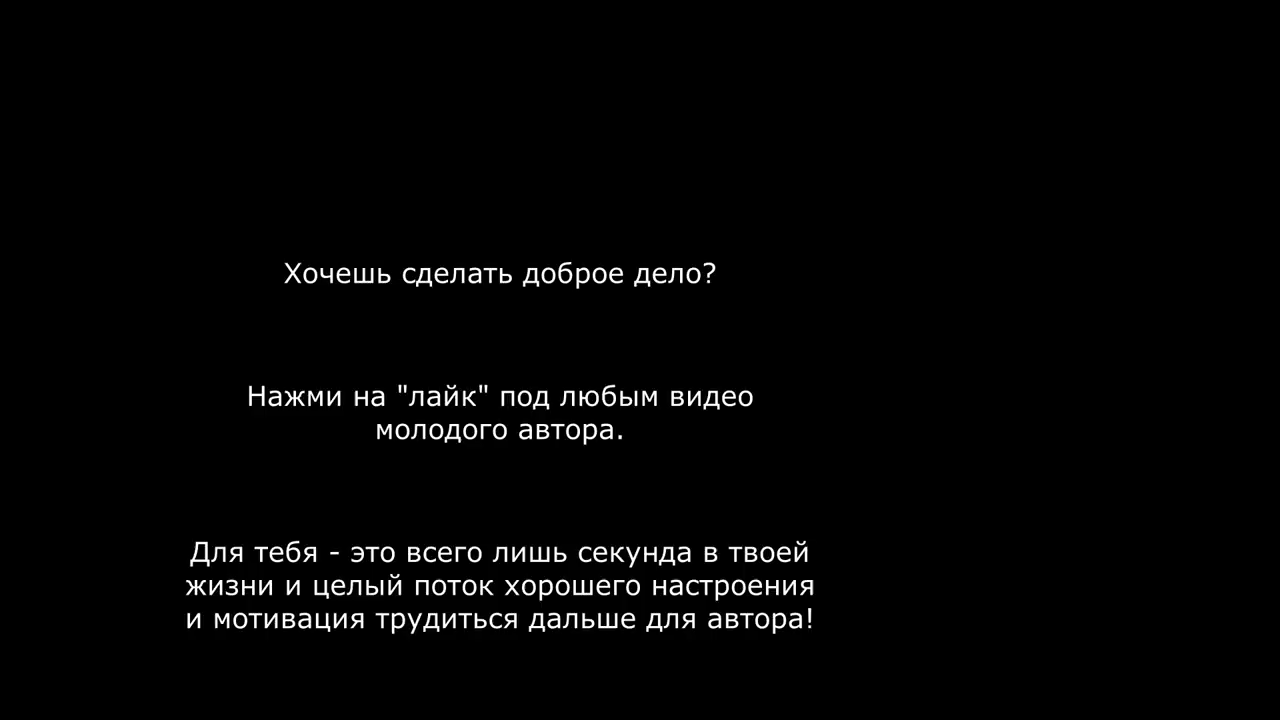 Хочешь сделать доброе дело?
Нажми на "лайк" под любым видео
молодого автора.
Для тебя - это всего лишь секунда в твоей
жизни и целый поток хорошего настроения
и мотивация трудиться дальше для автора!